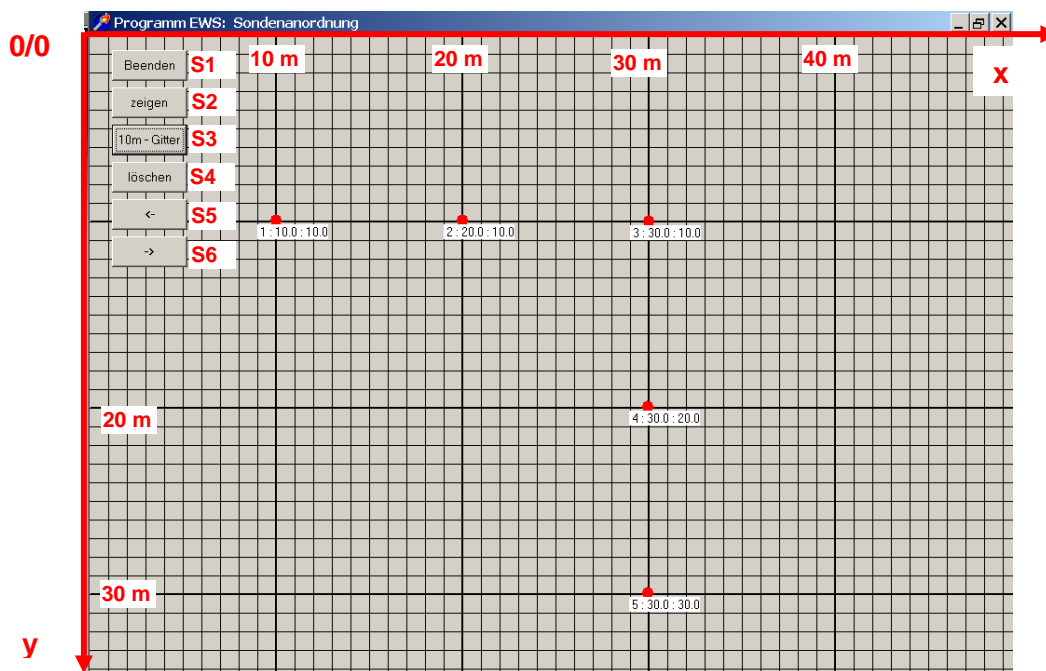 Programm EWS: Sondenanordnung
0/0
10 m
20 m
30 m
40 m
x
Beenden S1
zeigen S2
10m - Gitter S3
löschen S4
<- S5
-> S6
1 : 10.0 : 10.0
2 : 20.0 : 10.0
3 : 30.0 : 10.0
20 m
4 : 30.0 : 20.0
30 m
5 : 30.0 : 30.0
y